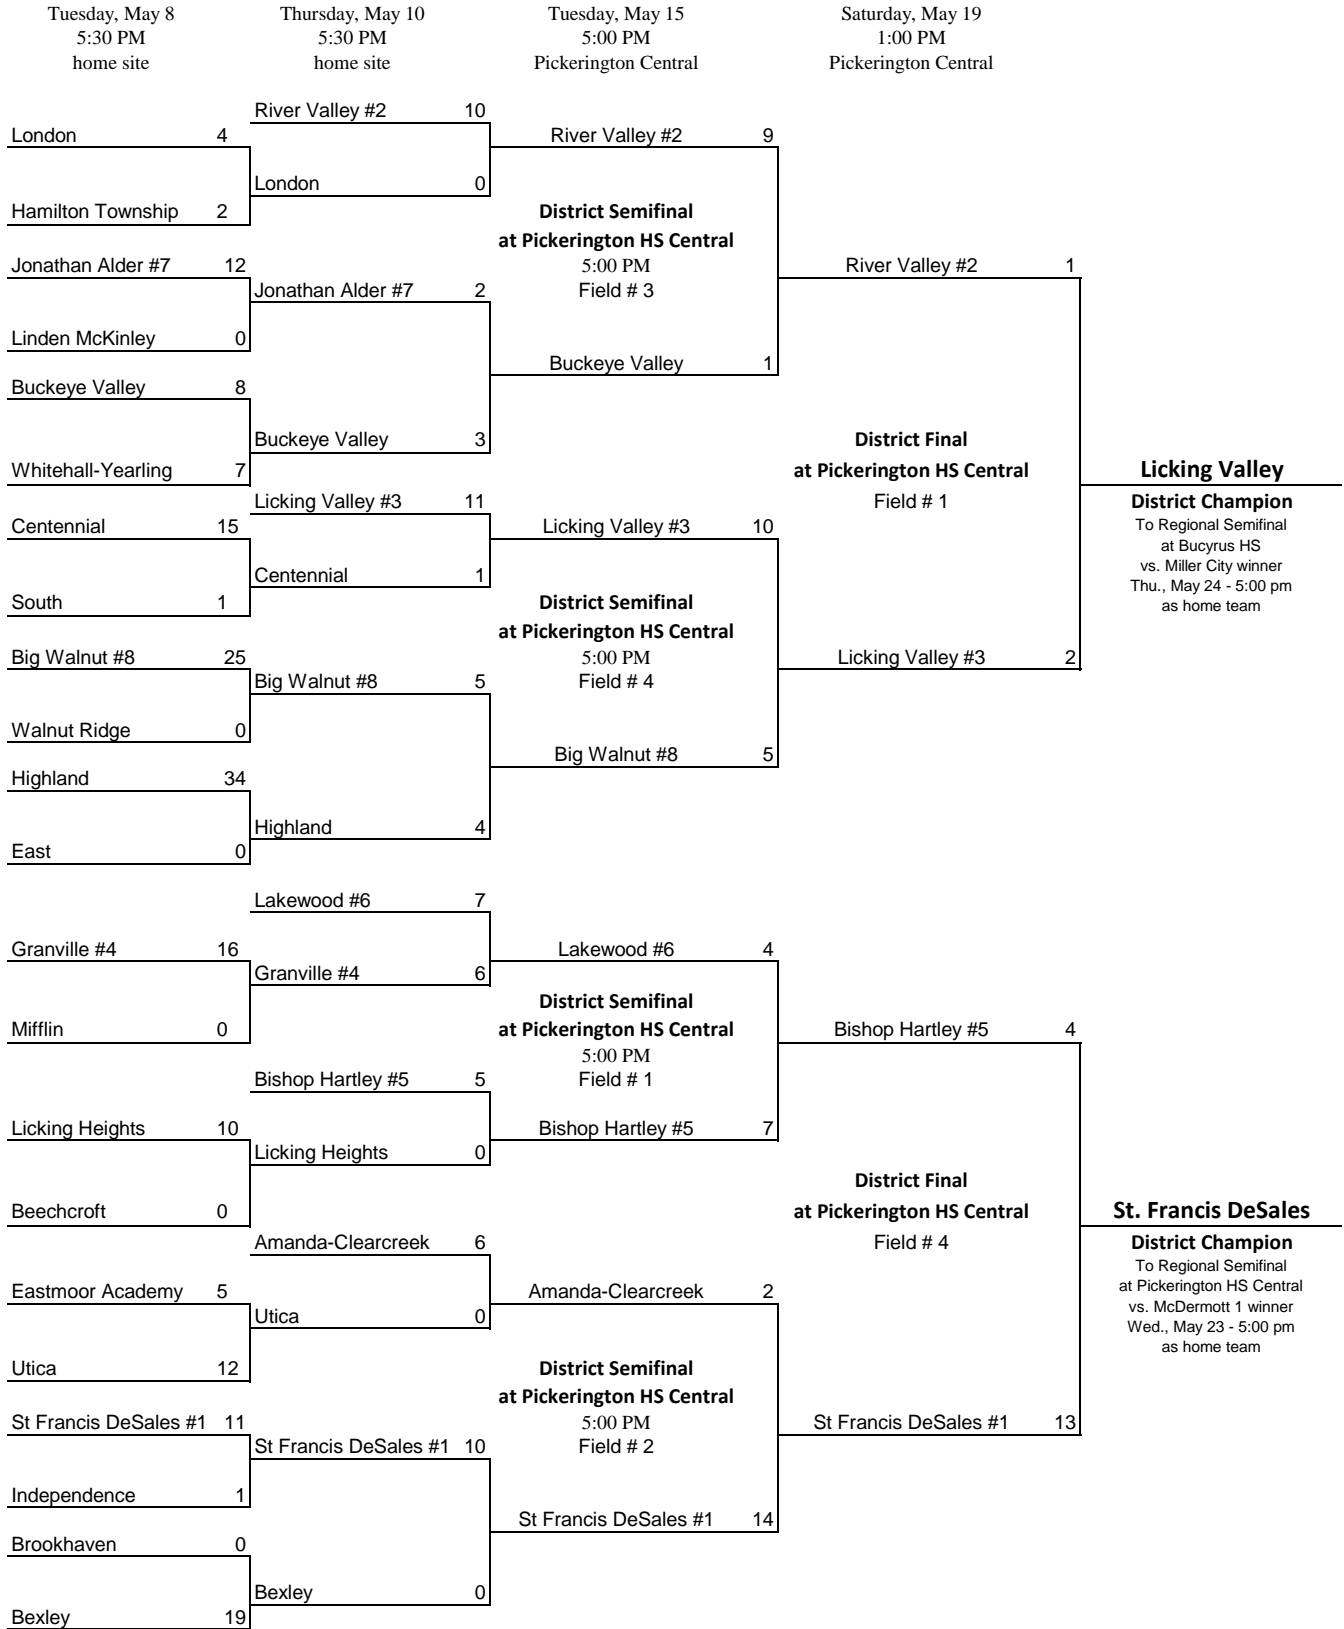 Tuesday, May 8 Thursday, May 10 Tuesday, May 15 Saturday, May 19
5:30 PM 5:30 PM 5:00 PM 1:00 PM
home site home site Pickerington Central Pickerington Central
River Valley #2 10
London 4 River Valley #2 9
London 0
Hamilton Township 2 District Semifinal
at Pickerington HS Central
Jonathan Alder #7 12 5:00 PM River Valley #2 1
Jonathan Alder #7 2 Field # 3
Linden McKinley 0
Buckeye Valley 1
Buckeye Valley 8
Buckeye Valley 3 District Final
Whitehall-Yearling 7 at Pickerington HS Central Licking Valley
Licking Valley #3 11 Field # 1 District Champion
Centennial 15 Licking Valley #3 10 To Regional Semifinal
at Bucyrus HS
vs. Miller City winner
Centennial 1 Thu., May 24 - 5:00 pm
South 1 District Semifinal as home team
at Pickerington HS Central
Big Walnut #8 25 5:00 PM Licking Valley #3 2
Big Walnut #8 5 Field # 4
Walnut Ridge 0
Big Walnut #8 5
Highland 34
Highland 4
East 0
Lakewood #6 7
Granville #4 16 Lakewood #6 4
Granville #4 6
District Semifinal
Mifflin 0 at Pickerington HS Central Bishop Hartley #5 4
5:00 PM
Bishop Hartley #5 5 Field # 1
Licking Heights 10 Bishop Hartley #5 7
Licking Heights 0
District Final
Beechcroft 0 at Pickerington HS Central St. Francis DeSales
Amanda-Clearcreek 6 Field # 4 District Champion
To Regional Semifinal
at Pickerington HS Central
Eastmoor Academy 5 Amanda-Clearcreek 2
vs. McDermott 1 winner
Utica 0 Wed., May 23 - 5:00 pm
as home team
Utica 12 District Semifinal
at Pickerington HS Central
St Francis DeSales #1 11 5:00 PM St Francis DeSales #1 13
St Francis DeSales #1 10 Field # 2
Independence 1
St Francis DeSales #1 14
Brookhaven 0
Bexley 0
Bexley 19